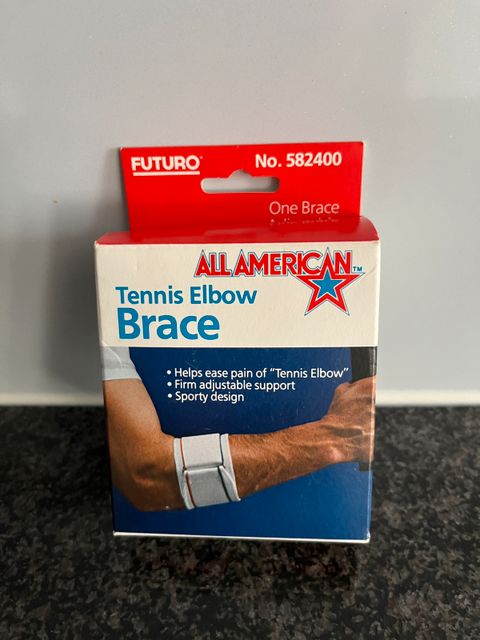 FUTURO
No. 582400
One Brace
ALL AMERICAN™
Tennis Elbow
Brace
• Helps ease pain of "Tennis Elbow"
• Firm adjustable support
• Sporty design